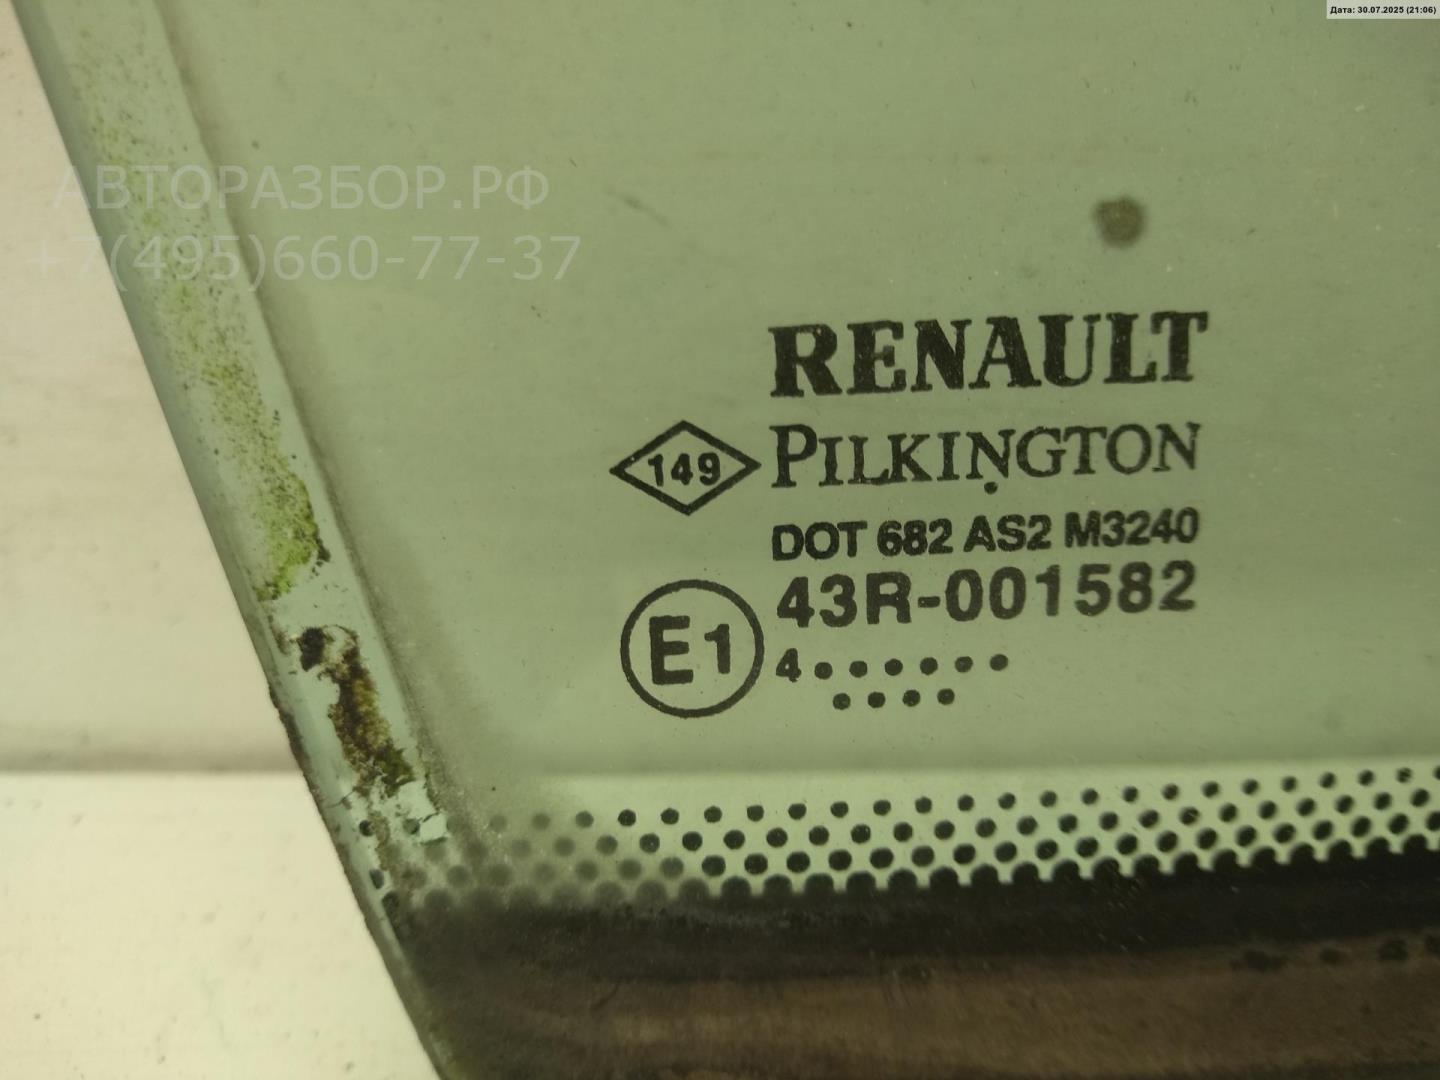 Дата: 30.07.2025 (21:06)
АВТОРАЗБОР.РФ
+7(495)660-77-37
RENAULT
149 PILKINGTON
DOT 682 AS2 M3240
43R-001582
E1
4